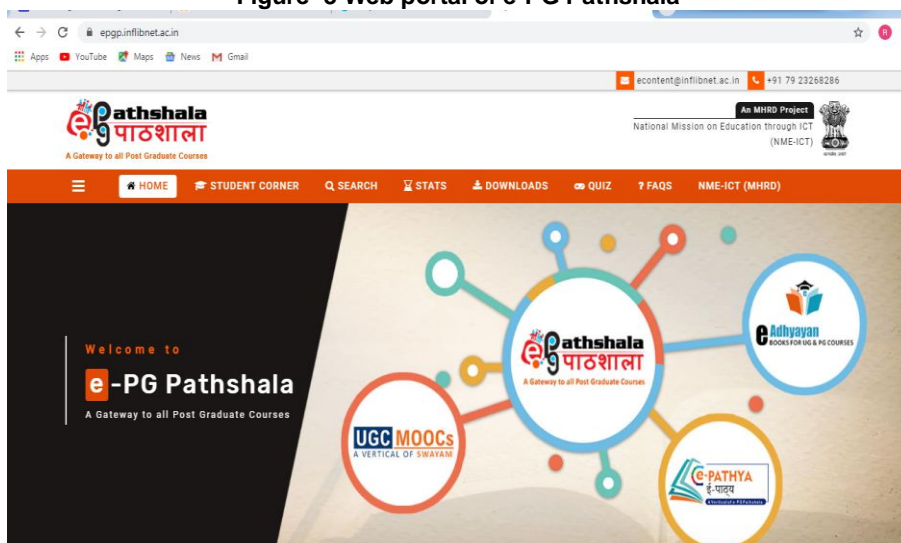 Figure -3 Web portal of e-PG Pathshala
epgp.inflibnet.ac.in
Apps YouTube Maps News Gmail
econtent@inflibnet.ac.in +91 79 23268286
e Pathshala
PG पाठशाला
A Gateway to all Post Graduate Courses
An MHRD Project
National Mission on Education through ICT
(NME-ICT)
HOME STUDENT CORNER SEARCH STATS DOWNLOADS QUIZ ? FAQS NME-ICT (MHRD)
Welcome to
e-PG Pathshala
A Gateway to all Post Graduate Courses
e Pathshala
PG पाठशाला
A Gateway to all Post Graduate Courses
e Adhyayan
BOOKS FOR UG & PG COURSES
UGC MOOCs
A VERTICAL OF SWAYAM
e-PATHYA
ई-पाठ्य